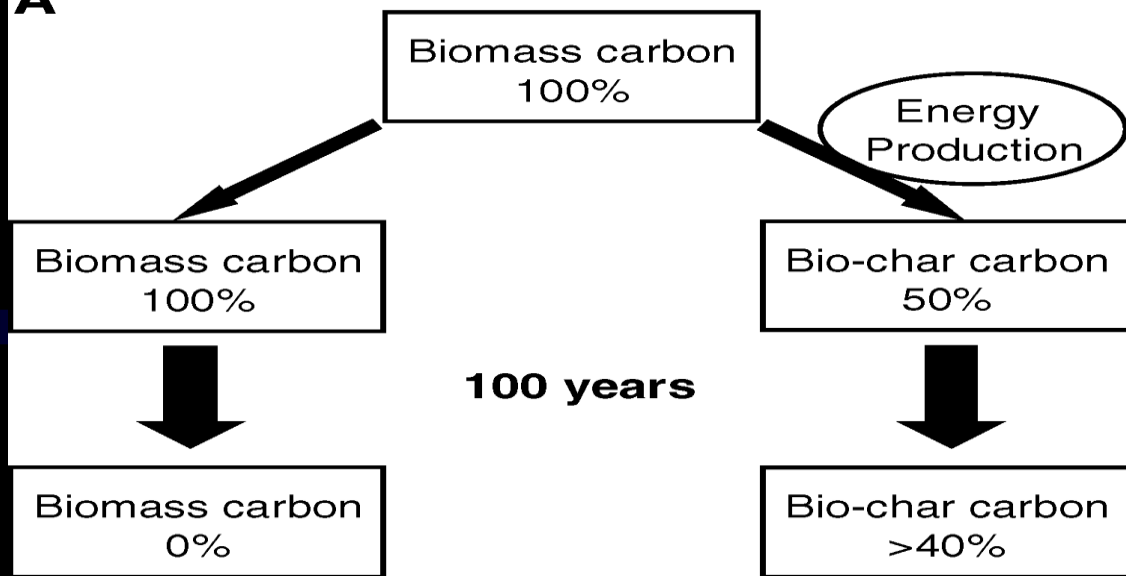 A
Biomass carbon
100%
Energy
Production
Biomass carbon
100%
Bio-char carbon
50%
100 years
Biomass carbon
0%
Bio-char carbon
>40%